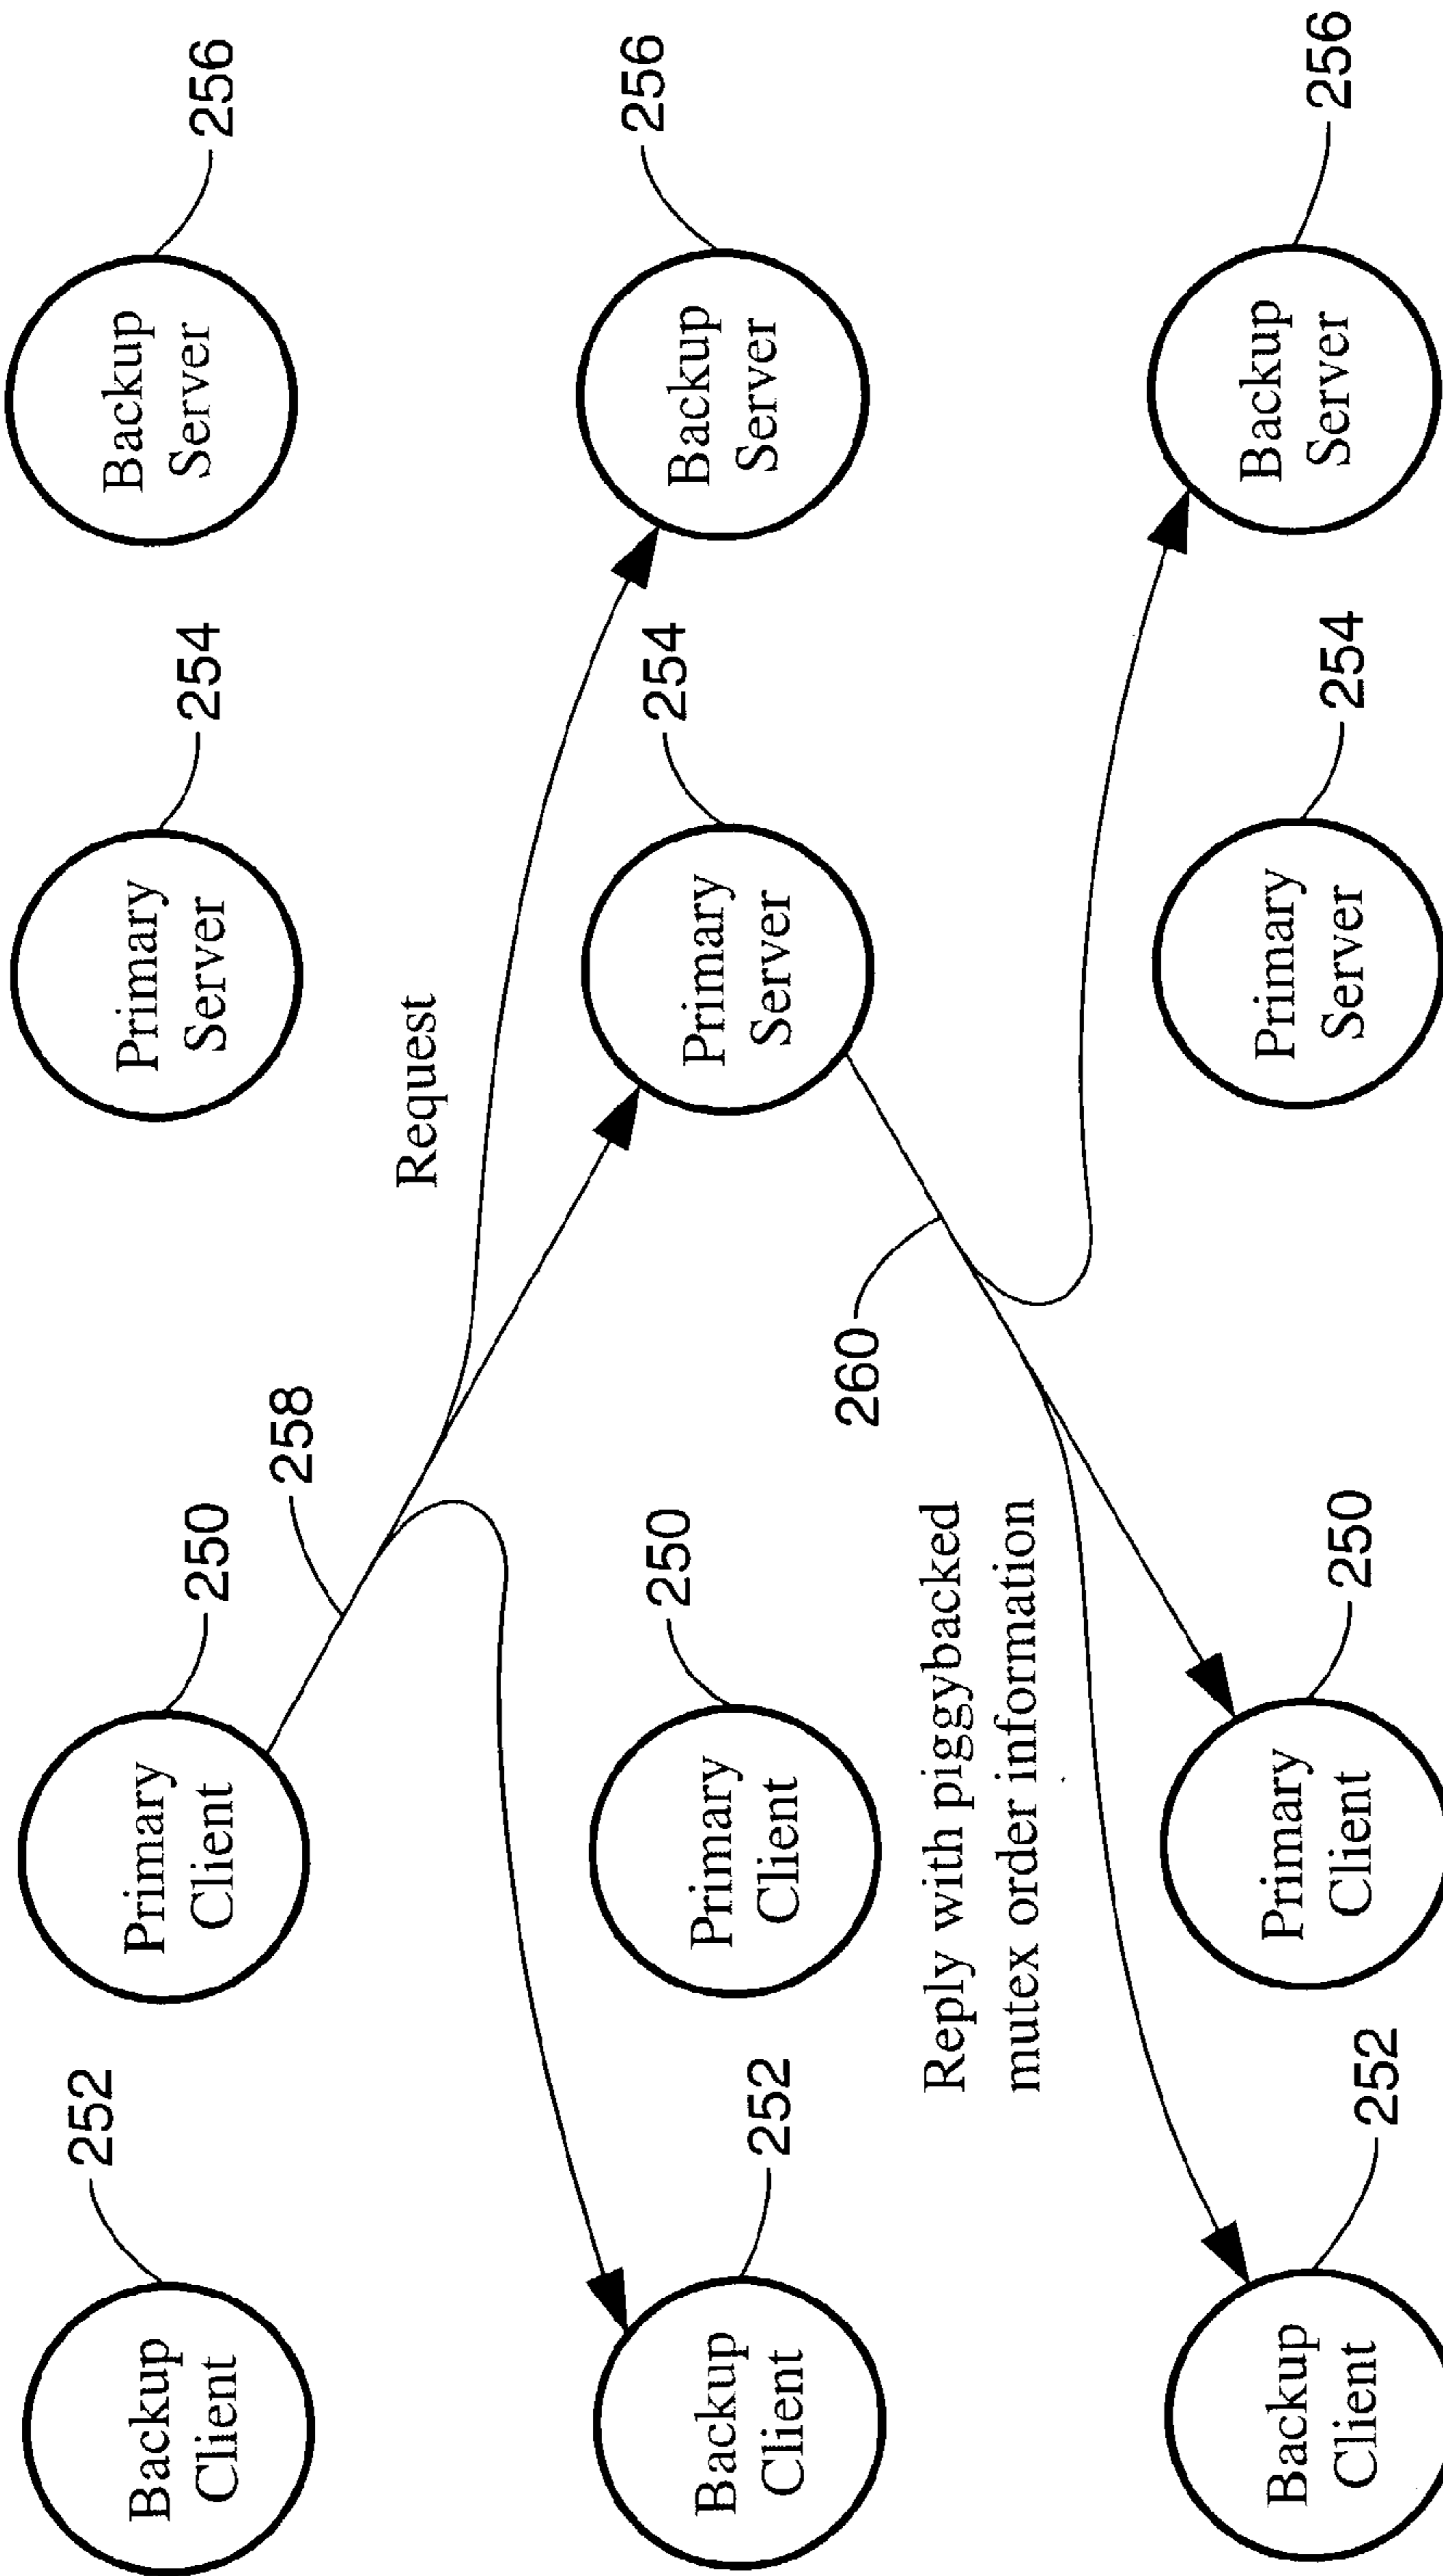 252
250
254
256
Backup
Client
Primary
Client
Primary
Server
Backup
Server
258
Request
252
250
254
256
Backup
Client
Primary
Client
Primary
Server
Backup
Server
260
Reply with piggybacked
mutex order information
252
250
254
256
Backup
Client
Primary
Client
Primary
Server
Backup
Server